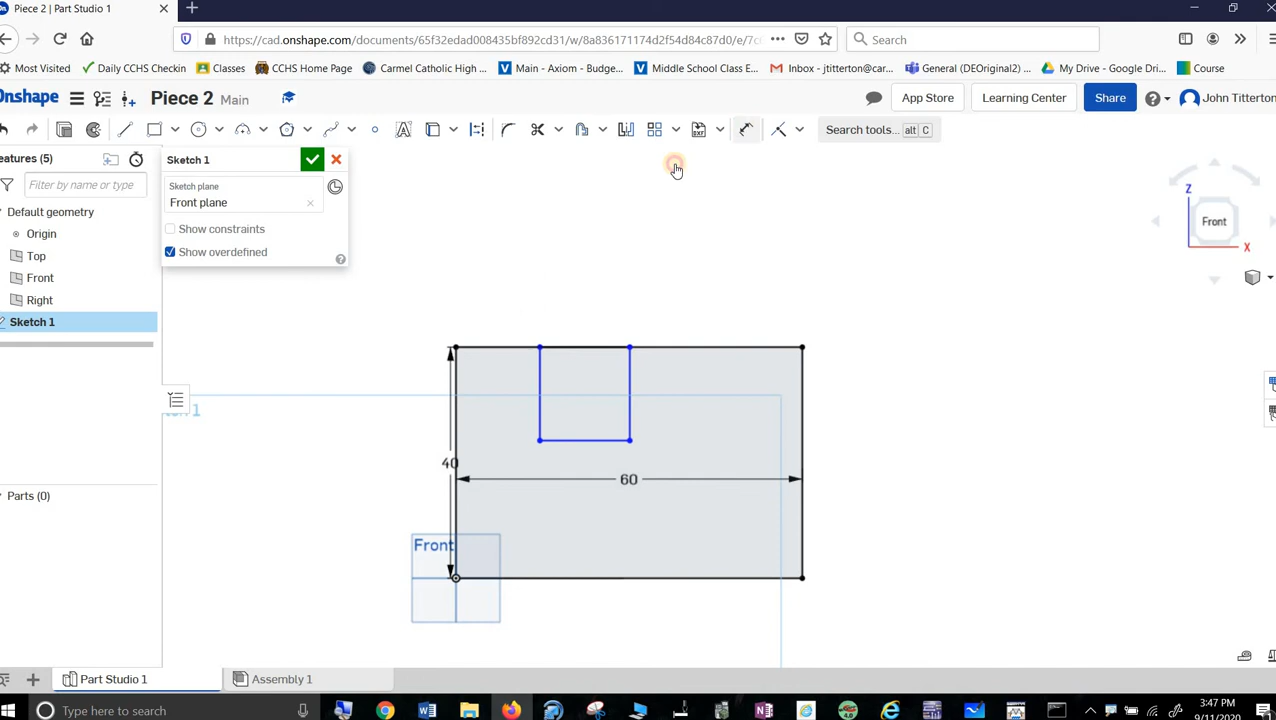 Piece 2 | Part Studio 1
https://cad.onshape.com/documents/65f32edad008435bf892cd31/w/8a836171174d2f54d84c87d0/e/7c
Search
Most Visited
Daily CCHS Checkin
Classes
CCHS Home Page
Carmel Catholic High ...
Main - Axiom - Budge...
Middle School Class E...
Inbox - jtitterton@car...
General (DEOriginal2) ...
My Drive - Google Dri...
Course
Onshape
Piece 2 Main
App Store
Learning Center
Share
John Titterton
Search tools... alt C
Features (5)
Filter by name or type
Default geometry
Origin
Top
Front
Right
Sketch 1
Parts (0)
Sketch 1
Sketch plane
Front plane
Show constraints
Show overdefined
Z
Front
X
40
60
Front
Part Studio 1
Assembly 1
Type here to search
3:47 PM
9/11/2020